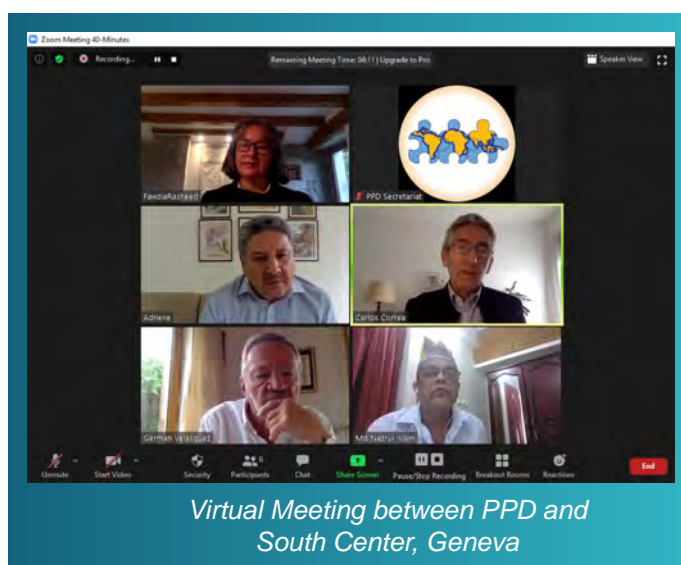 Zoom Meeting 40-Minutes
Recording...
Remaining Meeting Time: 04:11 | Upgrade to Pro
Speaker View
FawziaRasheed
PPD Secretariat
Adnene
Carlos Correa
German Velasquez
Md Nazrul Islam
Unmute
Start Video
Security
6
Participants
Chat
Share Screen
Pause/Stop Recording
Breakout Rooms
Reactions
End
Virtual Meeting between PPD and
South Center, Geneva